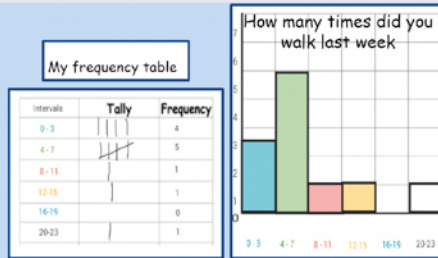 My frequency table
Intervals Tally Frequency
0-3 4
4-7 5
8-11 1
12-15 1
16-19 0
20-23 1
How many times did you
walk last week
7
6
5
4
3
2
1
0
0-3 4-7 8-11 12-15 16-19 20-23